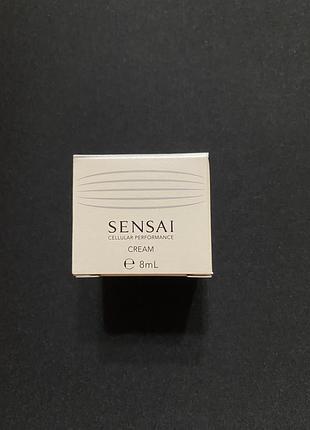 SENSAI
CELLULAR PERFORMANCE
CREAM
℮ 8mL